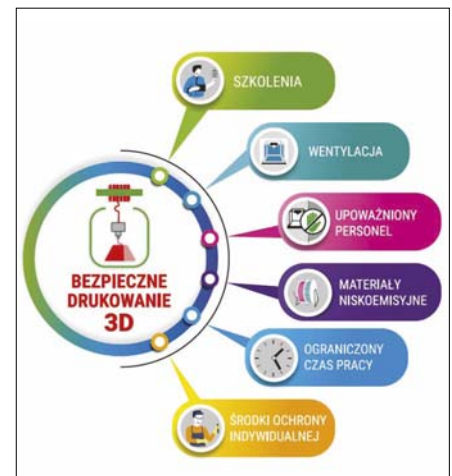 BEZPIECZNE
DRUKOWANIE
3D
SZKOLENIA
WENTYLACJA
UPOWAŻNIONY
PERSONEL
MATERIAŁY
NISKOEMISYJNE
OGRANICZONY
CZAS PRACY
ŚRODKI OCHRONY
INDYWIDUALNEJ